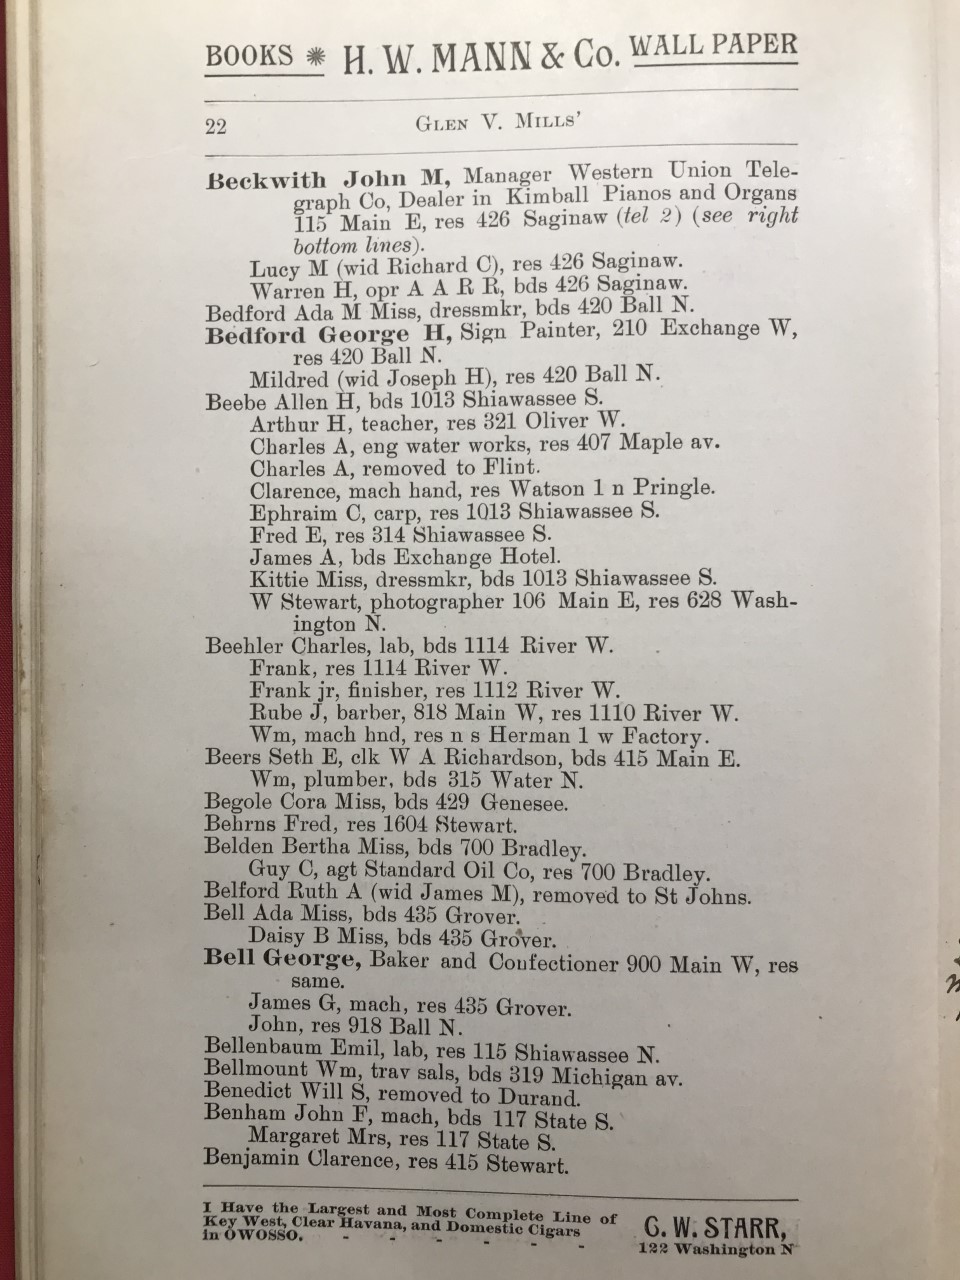 BOOKS ✷ H. W. MANN & Co. WALL PAPER
22 GLEN V. MILLS'
Beckwith John M, Manager Western Union Tele-
graph Co, Dealer in Kimball Pianos and Organs
115 Main E, res 426 Saginaw (tel 2) (see right
bottom lines).
Lucy M (wid Richard C), res 426 Saginaw.
Warren H, opr A A R R, bds 426 Saginaw.
Bedford Ada M Miss, dressmkr, bds 420 Ball N.
Bedford George H, Sign Painter, 210 Exchange W,
res 420 Ball N.
Mildred (wid Joseph H), res 420 Ball N.
Beebe Allen H, bds 1013 Shiawassee S.
Arthur H, teacher, res 321 Oliver W.
Charles A, eng water works, res 407 Maple av.
Charles A, removed to Flint.
Clarence, mach hand, res Watson 1 n Pringle.
Ephraim C, carp, res 1013 Shiawassee S.
Fred E, res 314 Shiawassee S.
James A, bds Exchange Hotel.
Kittie Miss, dressmkr, bds 1013 Shiawassee S.
W Stewart, photographer 106 Main E, res 628 Wash-
ington N.
Beehler Charles, lab, bds 1114 River W.
Frank, res 1114 River W.
Frank jr, finisher, res 1112 River W.
Rube J, barber, 818 Main W, res 1110 River W.
Wm, mach hnd, res n s Herman 1 w Factory.
Beers Seth E, clk W A Richardson, bds 415 Main E.
Wm, plumber, bds 315 Water N.
Begole Cora Miss, bds 429 Genesee.
Behrns Fred, res 1604 Stewart.
Belden Bertha Miss, bds 700 Bradley.
Guy C, agt Standard Oil Co, res 700 Bradley.
Belford Ruth A (wid James M), removed to St Johns.
Bell Ada Miss, bds 435 Grover.
Daisy B Miss, bds 435 Grover.
Bell George, Baker and Confectioner 900 Main W, res
same.
James G, mach, res 435 Grover.
John, res 918 Ball N.
Bellenbaum Emil, lab, res 115 Shiawassee N.
Bellmount Wm, trav sals, bds 319 Michigan av.
Benedict Will S, removed to Durand.
Benham John F, mach, bds 117 State S.
Margaret Mrs, res 117 State S.
Benjamin Clarence, res 415 Stewart.
I Have the Largest and Most Complete Line of
Key West, Clear Havana, and Domestic Cigars
in OWOSSO. - - - - - -
C. W. STARR,
122 Washington N